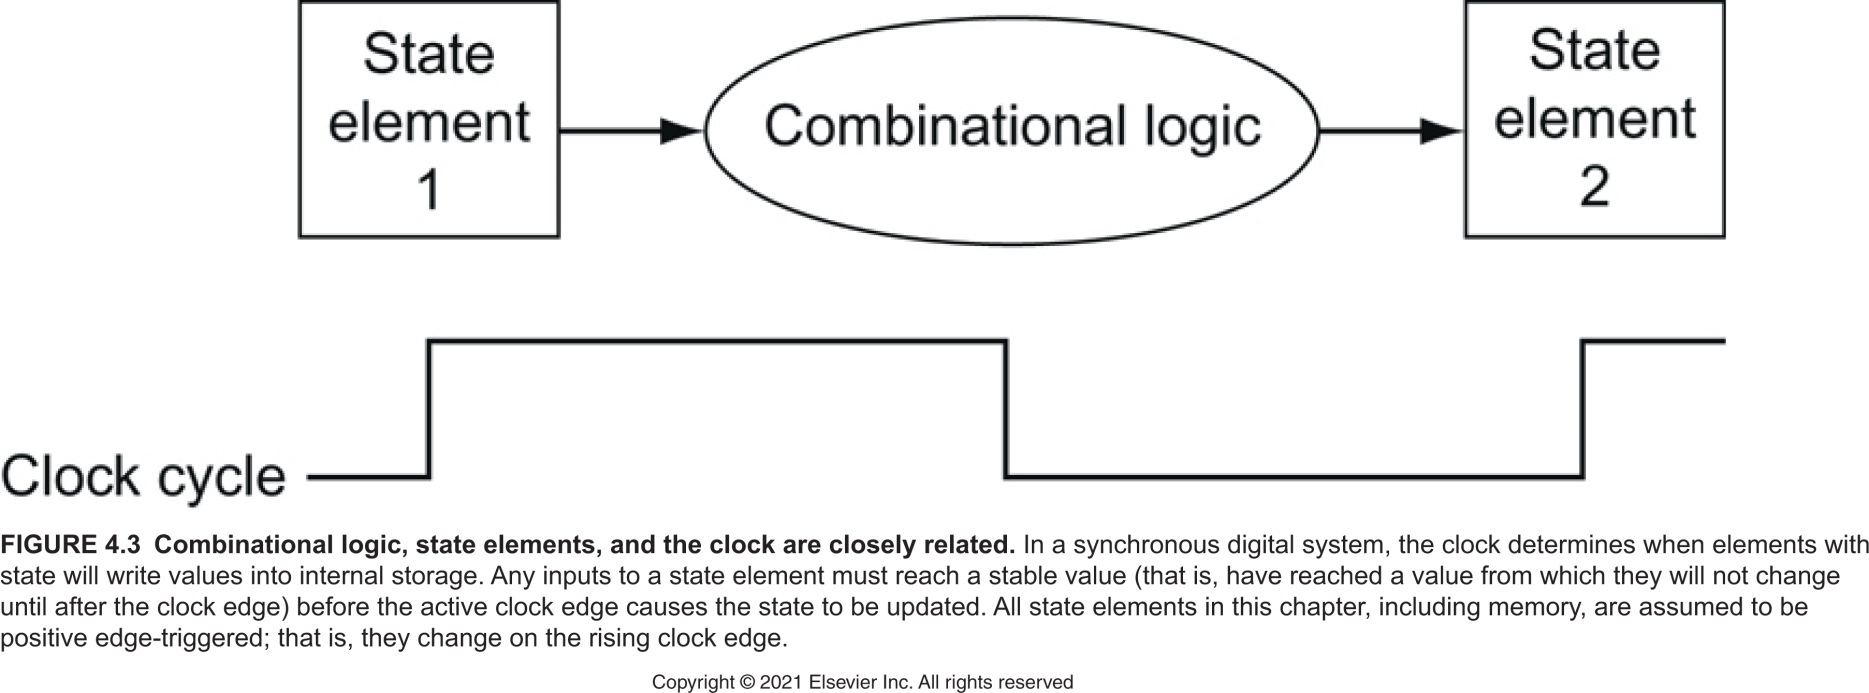 State
element
1
Combinational logic
State
element
2
Clock cycle
FIGURE 4.3 Combinational logic, state elements, and the clock are closely related. In a synchronous digital system, the clock determines when elements with
state will write values into internal storage. Any inputs to a state element must reach a stable value (that is, have reached a value from which they will not change
until after the clock edge) before the active clock edge causes the state to be updated. All state elements in this chapter, including memory, are assumed to be
positive edge-triggered; that is, they change on the rising clock edge.
Copyright © 2021 Elsevier Inc. All rights reserved